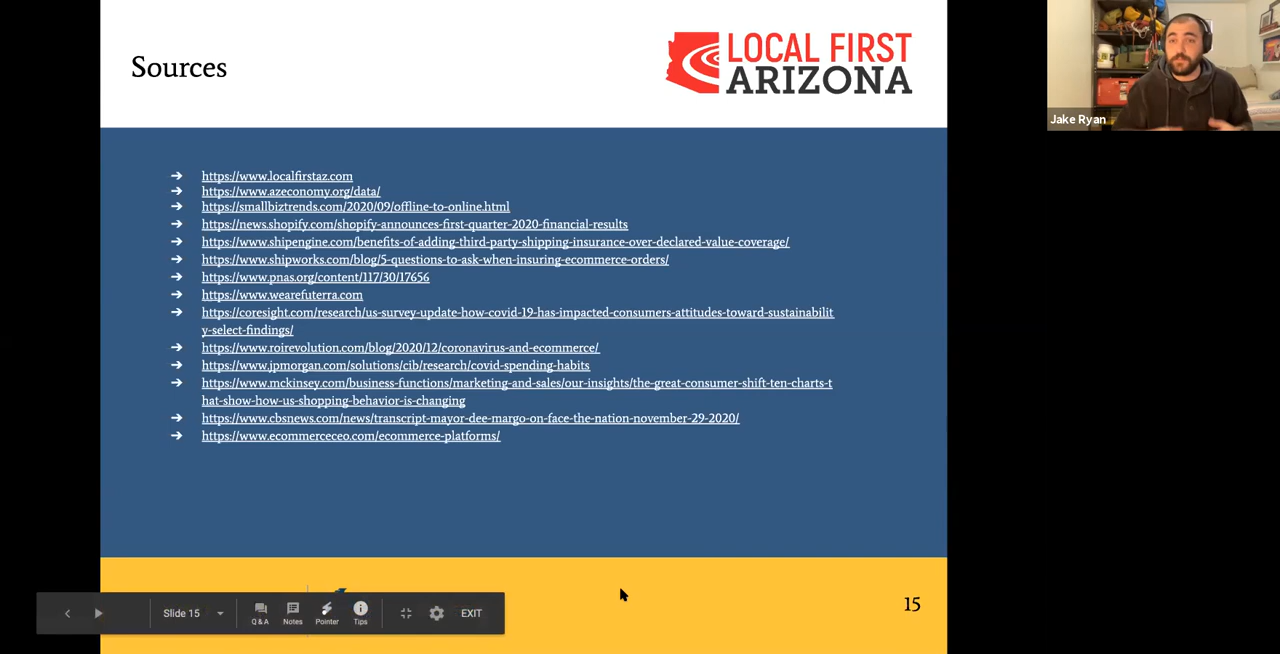 Sources
LOCAL FIRST
ARIZONA
Jake Ryan
https://www.localfirstaz.com
https://www.azeconomy.org/data/
https://smallbiztrends.com/2020/09/offline-to-online.html
https://news.shopify.com/shopify-announces-first-quarter-2020-financial-results
https://www.shipengine.com/benefits-of-adding-third-party-shipping-insurance-over-declared-value-coverage/
https://www.shipworks.com/blog/5-questions-to-ask-when-insuring-ecommerce-orders/
https://www.pnas.org/content/117/30/17656
https://www.wearefuterra.com
https://coresight.com/research/us-survey-update-how-covid-19-has-impacted-consumers-attitudes-toward-sustainabilit
y-select-findings/
https://www.roirevolution.com/blog/2020/12/coronavirus-and-ecommerce/
https://www.jpmorgan.com/solutions/cib/research/covid-spending-habits
https://www.mckinsey.com/business-functions/marketing-and-sales/our-insights/the-great-consumer-shift-ten-charts-t
hat-show-how-us-shopping-behavior-is-changing
https://www.cbsnews.com/news/transcript-mayor-dee-margo-on-face-the-nation-november-29-2020/
https://www.ecommerceceo.com/ecommerce-platforms/
15
Slide 15
Q & A
Notes
Pointer
Tips
EXIT